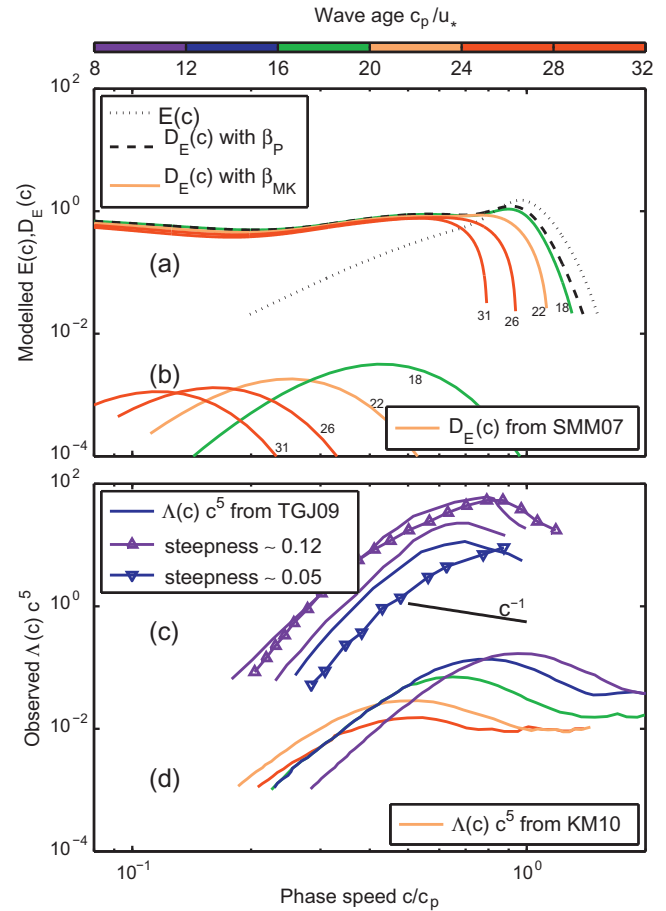 Wave age c_p/u_*
8 12 16 20 24 28 32
10^2
E(c)
D_E(c) with β_P
D_E(c) with β_MK
10^0
Modelled E(c),D_E(c)
(a)
10^-2
31 26 22 18
(b)
18
22
26
31
D_E(c) from SMM07
10^-4
10^2
Λ(c) c^5 from TGJ09
steepness ~ 0.12
steepness ~ 0.05
c^-1
10^0
(c)
Observed Λ(c) c^5
10^-2
(d)
Λ(c) c^5 from KM10
10^-4
10^-1 10^0
Phase speed c/c_p